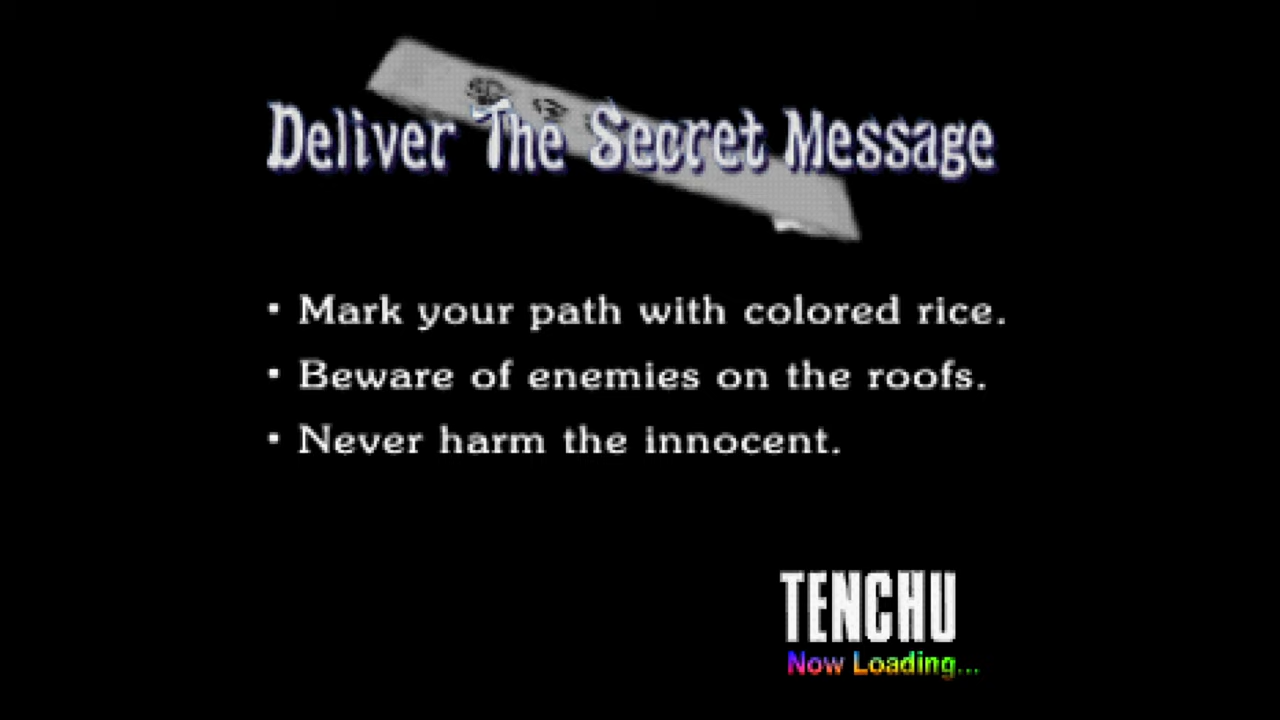 Deliver The Secret Message
• Mark your path with colored rice.
• Beware of enemies on the roofs.
• Never harm the innocent.
TENCHU
Now Loading...